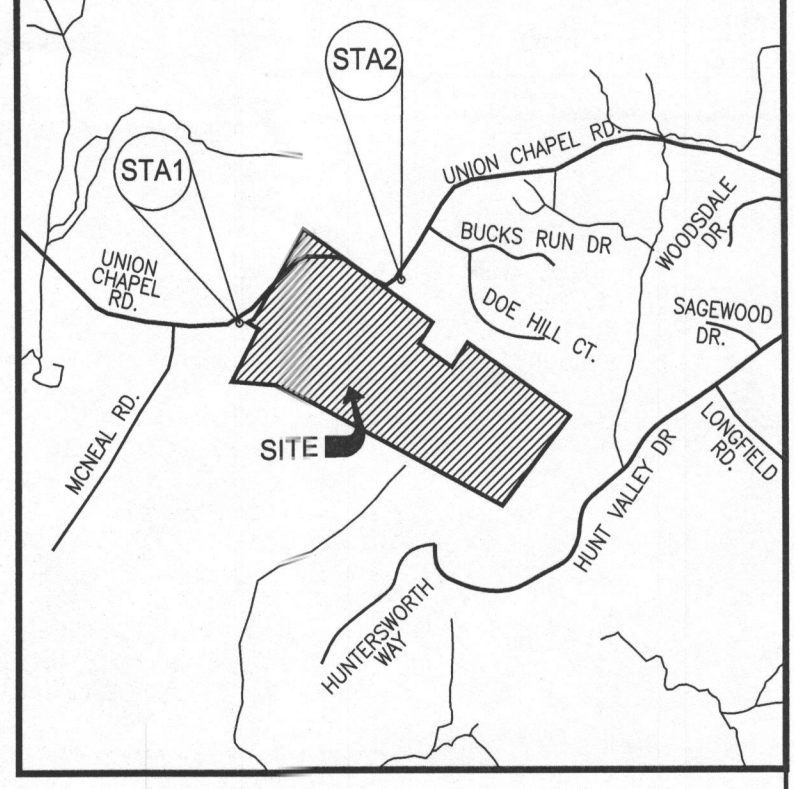 STA2
STA1
UNION CHAPEL RD.
WOODSDALE
DR.
BUCKS RUN DR
UNION
CHAPEL
RD.
DOE HILL CT.
SAGEWOOD
DR.
MCNEAL RD.
LONGFIELD
RD.
SITE
HUNT VALLEY DR
HUNTERSWORTH
WAY